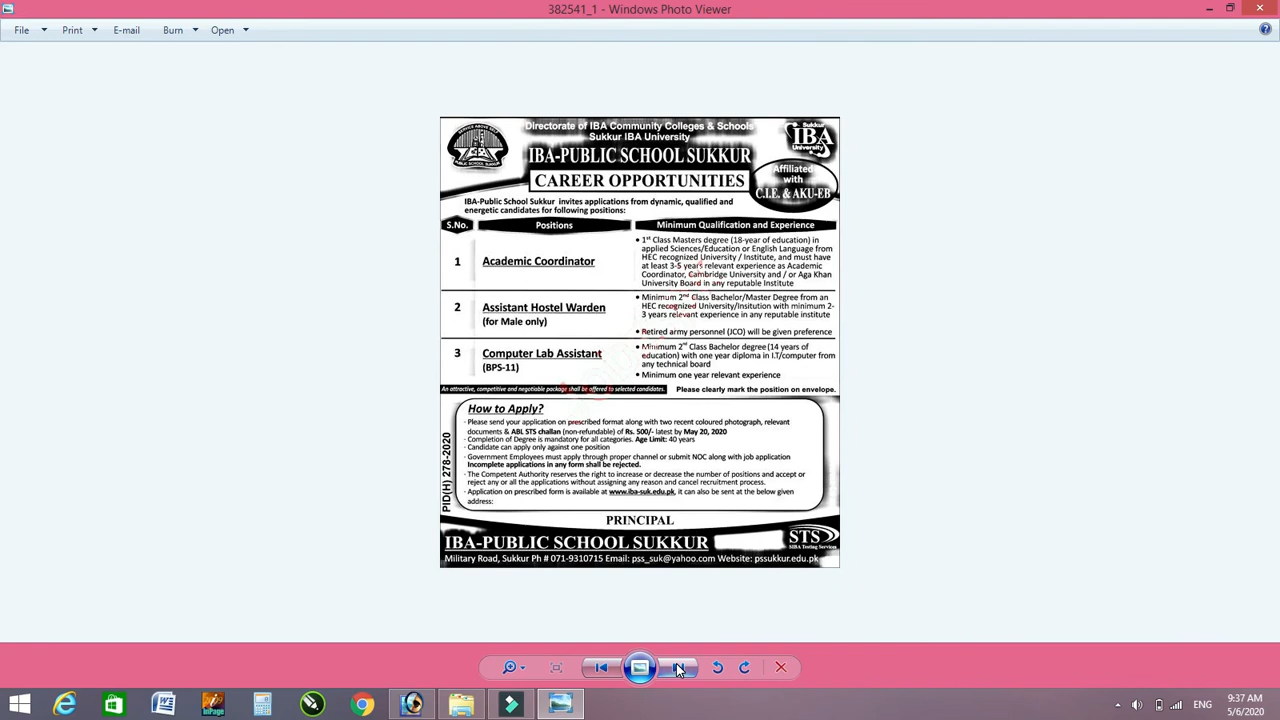 382541_1 - Windows Photo Viewer
File Print E-mail Burn Open
Directorate of IBA Community Colleges & Schools
Sukkur IBA University
IBA-PUBLIC SCHOOL SUKKUR
CAREER OPPORTUNITIES
SERVICE ABOVE SELF
PUBLIC SCHOOL SUKKUR
Sukkur
IBA
University
Affiliated
with
C.I.E. & AKU-EB
IBA-Public School Sukkur invites applications from dynamic, qualified and
energetic candidates for following positions:
S.No. Positions Minimum Qualification and Experience
1 Academic Coordinator
• 1st Class Masters degree (18-year of education) in
applied Sciences/Education or English Language from
HEC recognized University / Institute, and must have
at least 3-5 years relevant experience as Academic
Coordinator, Cambridge University and / or Aga Khan
University Board in any reputable Institute
2 Assistant Hostel Warden
(for Male only)
• Minimum 2nd Class Bachelor/Master Degree from an
HEC recognized University/Insitution with minimum 2-
3 years relevant experience in any reputable institute
• Retired army personnel (JCO) will be given preference
3 Computer Lab Assistant
(BPS-11)
• Minimum 2nd Class Bachelor degree (14 years of
education) with one year diploma in I.T/computer from
any technical board
• Minimum one year relevant experience
An attractive, competitive and negotiable package shall be offered to selected candidates. Please clearly mark the position on envelope.
How to Apply?
· Please send your application on prescribed format along with two recent coloured photograph, relevant
documents & ABL STS challan (non-refundable) of Rs. 500/- latest by May 20, 2020
· Completion of Degree is mandatory for all categories. Age Limit: 40 years
· Candidate can apply only against one position
· Government Employees must apply through proper channel or submit NOC along with job application
Incomplete applications in any form shall be rejected.
· The Competent Authority reserves the right to increase or decrease the number of positions and accept or
reject any or all the applications without assigning any reason and cancel recruitment process.
· Application on prescribed form is available at www.iba-suk.edu.pk, it can also be sent at the below given
address:
PID(H) 278-2020
PRINCIPAL
IBA-PUBLIC SCHOOL SUKKUR
STS
SIBA Testing Services
Military Road, Sukkur Ph # 071-9310715 Email: pss_suk@yahoo.com Website: pssukkur.edu.pk
ENG
9:37 AM
5/6/2020